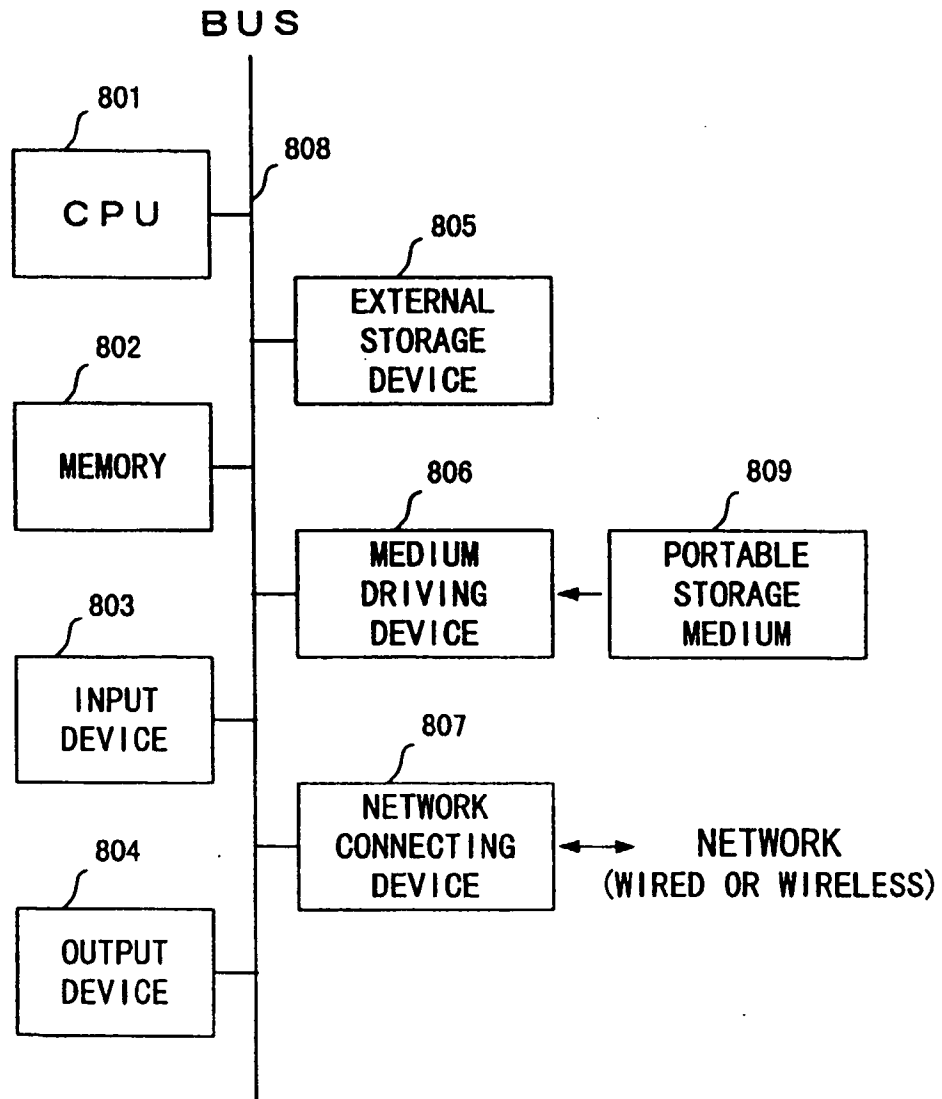 BUS
801
808
CPU
805
EXTERNAL
STORAGE
DEVICE
802
MEMORY
806
809
MEDIUM
DRIVING
DEVICE
PORTABLE
STORAGE
MEDIUM
803
INPUT
DEVICE
807
NETWORK
CONNECTING
DEVICE
NETWORK
(WIRED OR WIRELESS)
804
OUTPUT
DEVICE